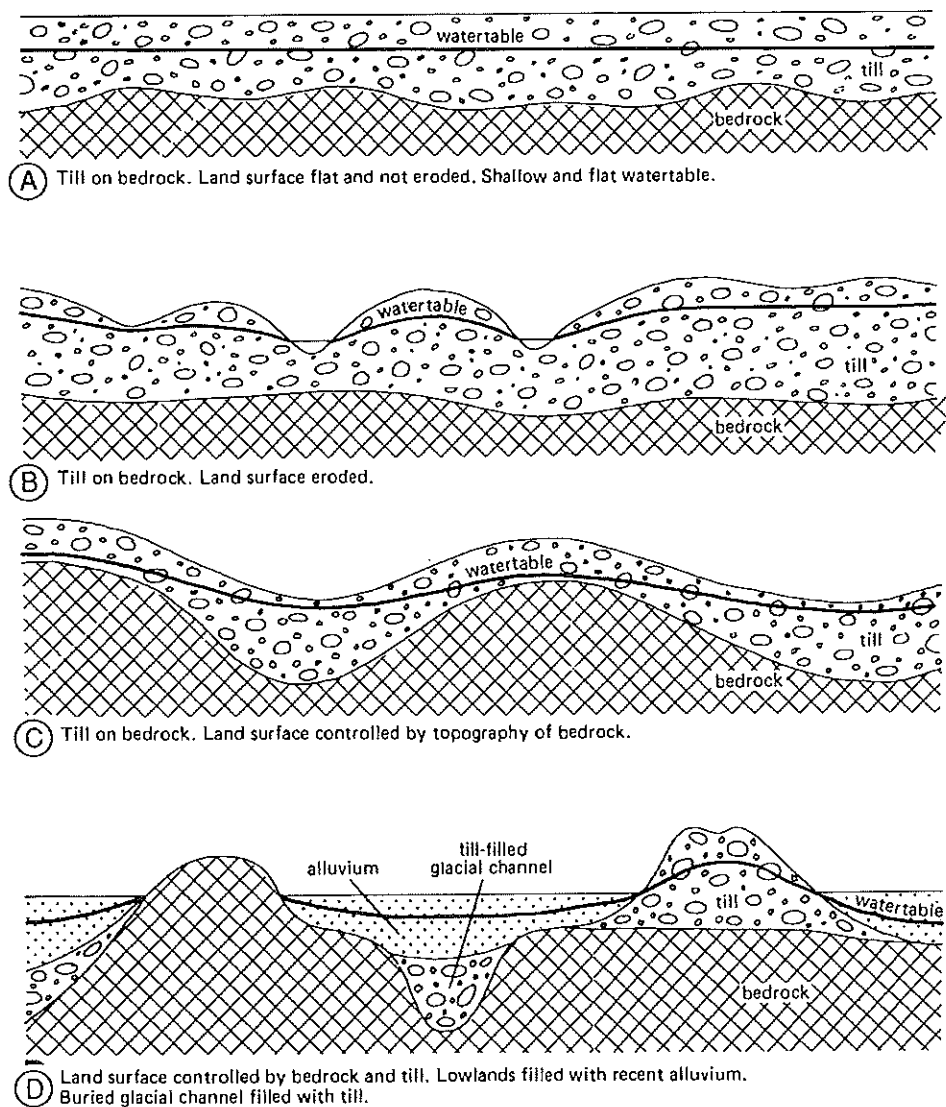 watertable
till
bedrock
A Till on bedrock. Land surface flat and not eroded. Shallow and flat watertable.
watertable
till
bedrock
B Till on bedrock. Land surface eroded.
watertable
till
bedrock
C Till on bedrock. Land surface controlled by topography of bedrock.
till-filled
glacial channel
alluvium
till
watertable
bedrock
D Land surface controlled by bedrock and till. Lowlands filled with recent alluvium.
Buried glacial channel filled with till.